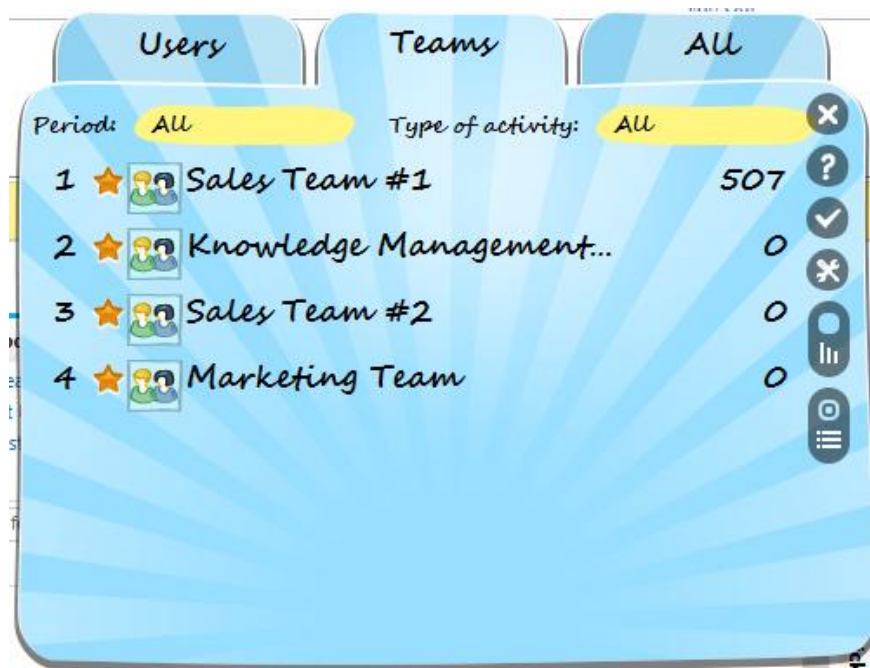 Users Teams All
Period: All Type of activity: All
1 Sales Team #1 507
2 Knowledge Management... 0
3 Sales Team #2 0
4 Marketing Team 0